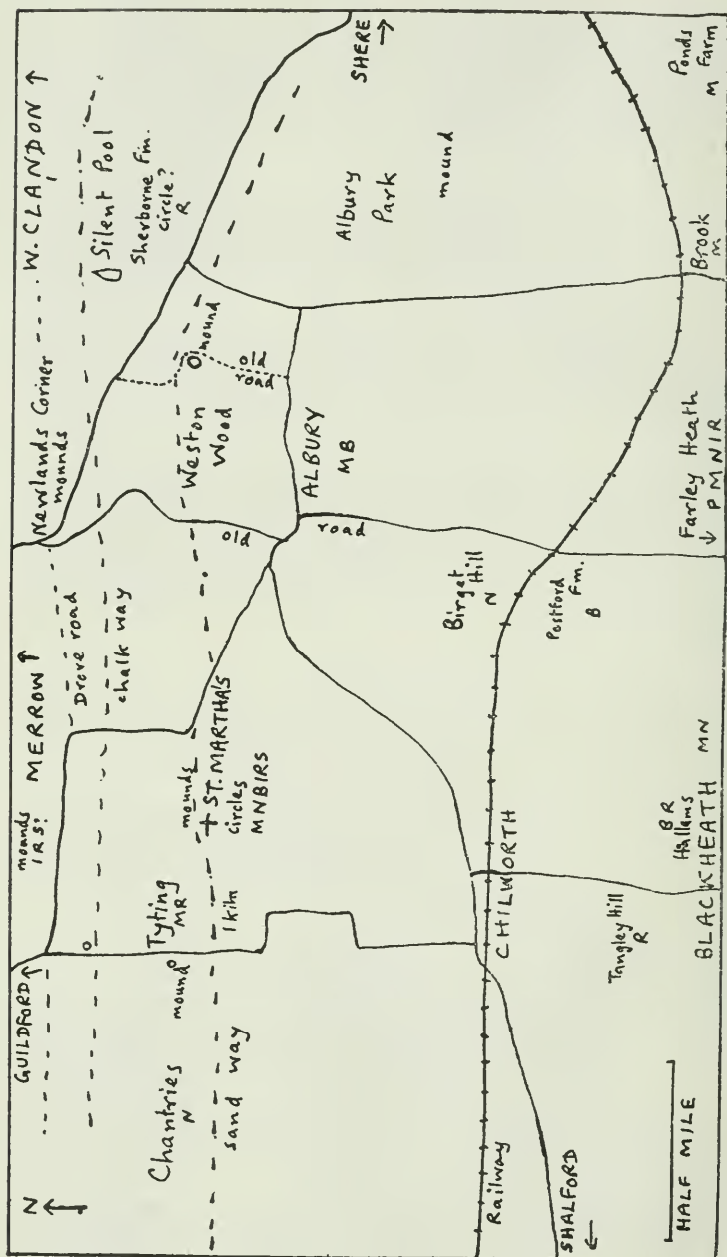 N
GUILDFORD
mounds
IRS?
MERROW
Newlands Corner
mounds
W. CLANDON
Drove road
chalk way
Silent Pool
Sherborne Fm.
circle?
R
SHERE
Chantries
N
mound
Tyting
MR
1 kiln
sand way
mounds
ST. MARTHA'S
circles
MNBIRS
Weston
Wood
mound
old
road
old
road
ALBURY
MB
Albury
Park
mound
Birget
Hill
N
Postford
Fm.
B
Railway
CHILWORTH
SHALFORD
Tangley Hill
R
BR
Hallams
BLACKHEATH MN
Farley Heath
PMNIR
Brook
M
Ponds
M Farm
HALF MILE